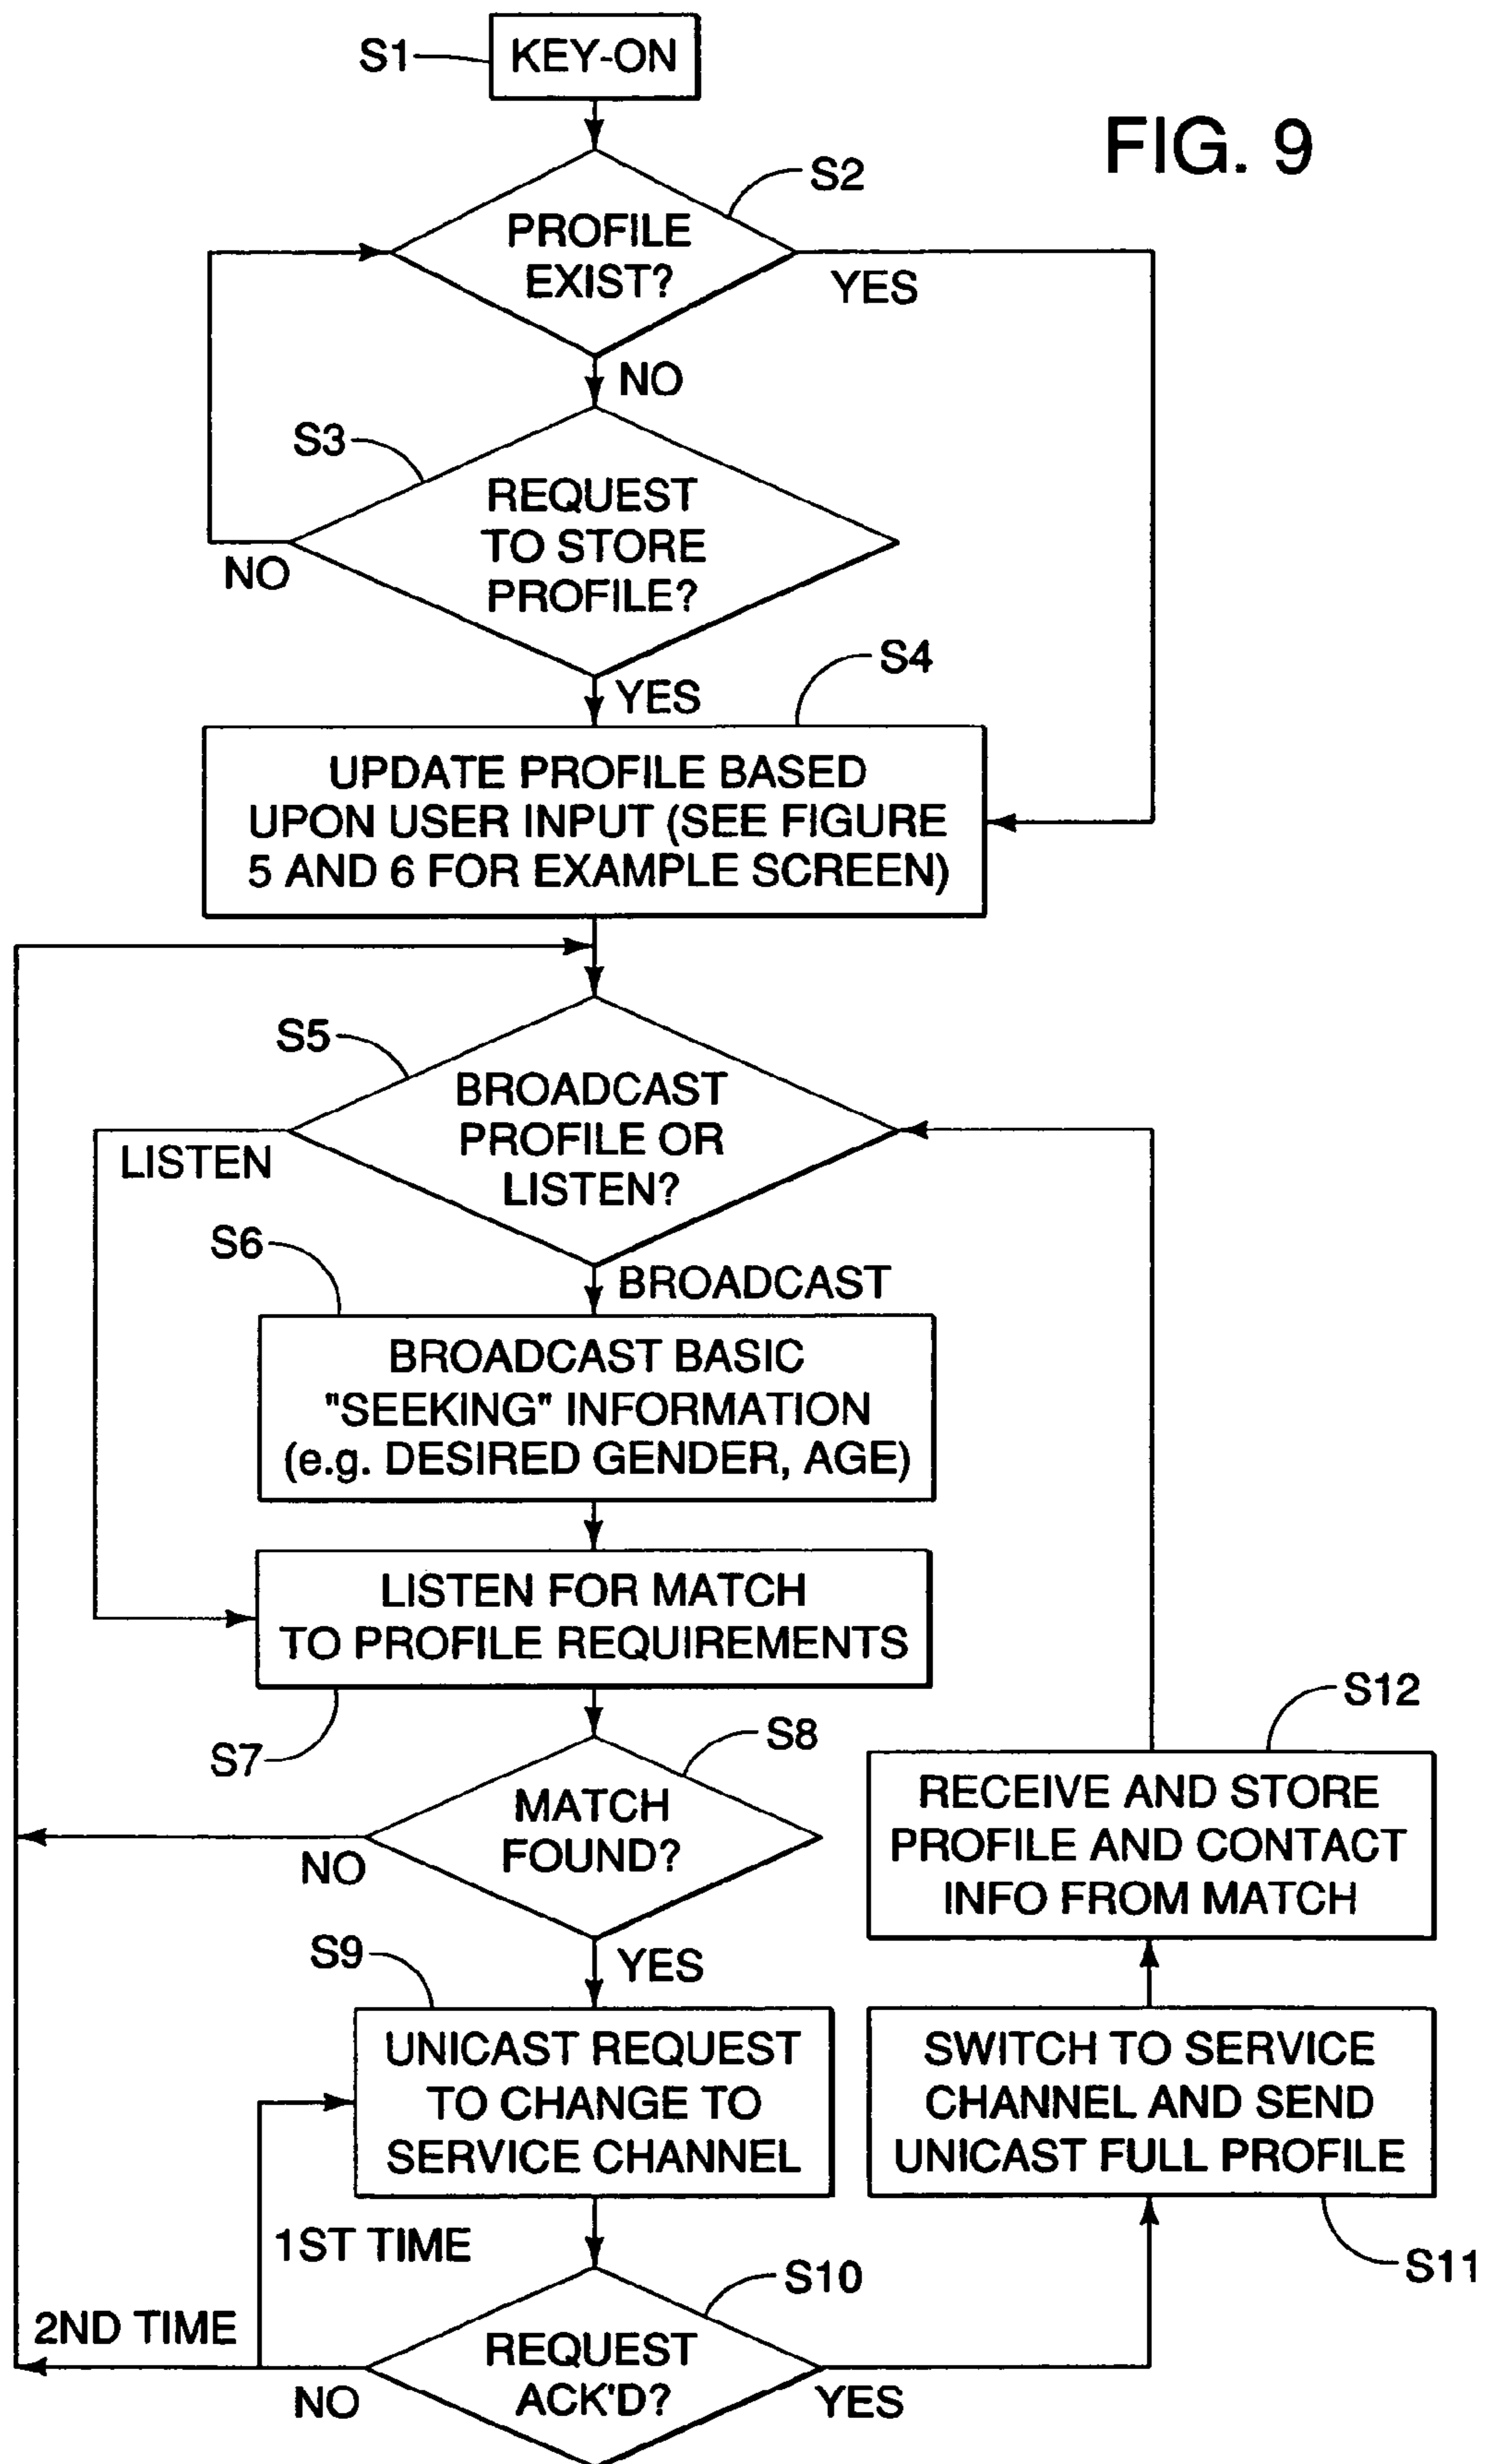 S1
KEY-ON
FIG. 9
S2
PROFILE
EXIST?
YES
NO
S3
REQUEST
TO STORE
PROFILE?
NO
YES
S4
UPDATE PROFILE BASED
UPON USER INPUT (SEE FIGURE
5 AND 6 FOR EXAMPLE SCREEN)
S5
BROADCAST
PROFILE OR
LISTEN?
LISTEN
S6
BROADCAST
BROADCAST BASIC
"SEEKING" INFORMATION
(e.g. DESIRED GENDER, AGE)
LISTEN FOR MATCH
TO PROFILE REQUIREMENTS
S7
S8
MATCH
FOUND?
NO
YES
S9
UNICAST REQUEST
TO CHANGE TO
SERVICE CHANNEL
1ST TIME
S10
2ND TIME
REQUEST
ACK'D?
NO
YES
SWITCH TO SERVICE
CHANNEL AND SEND
UNICAST FULL PROFILE
S11
S12
RECEIVE AND STORE
PROFILE AND CONTACT
INFO FROM MATCH